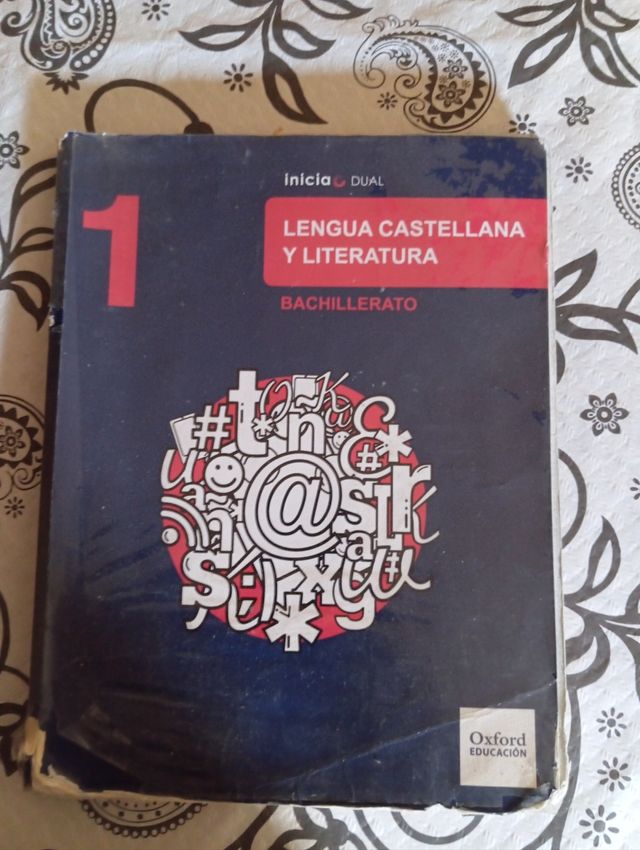 inicia DUAL
1
LENGUA CASTELLANA
Y LITERATURA
BACHILLERATO
Oxford
EDUCACIÓN